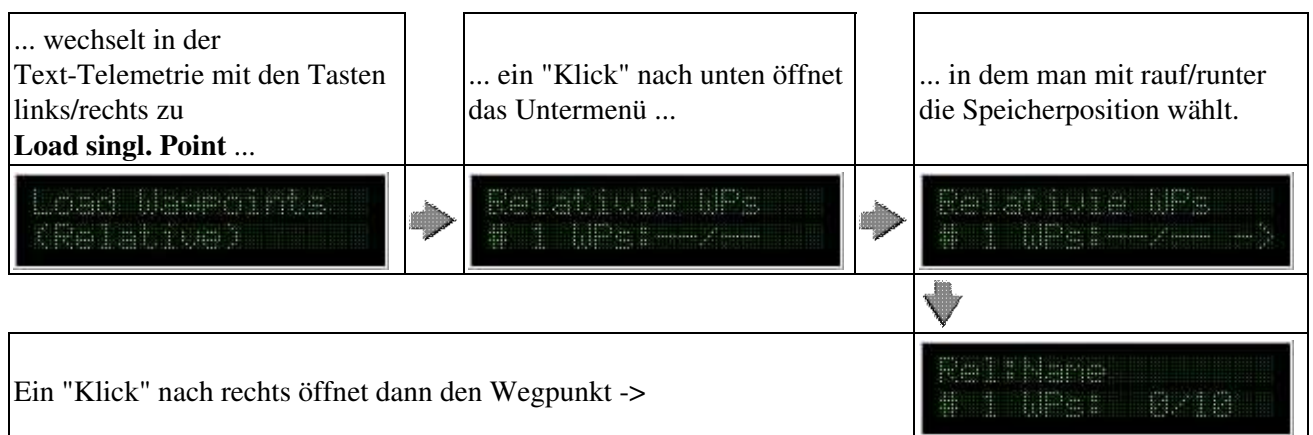 ... wechselt in der
Text-Telemetrie mit den Tasten
links/rechts zu
Load singl. Point ...
... ein "Klick" nach unten öffnet
das Untermenü ...
... in dem man mit rauf/runter
die Speicherposition wählt.
Load Waypoints
(Relative)
Relativie WPs
# 1 WPs:--/--
Relativie WPs
# 1 WPs:--/-- ->
Ein "Klick" nach rechts öffnet dann den Wegpunkt ->
Rel:Name
# 1 WPs: 0/10